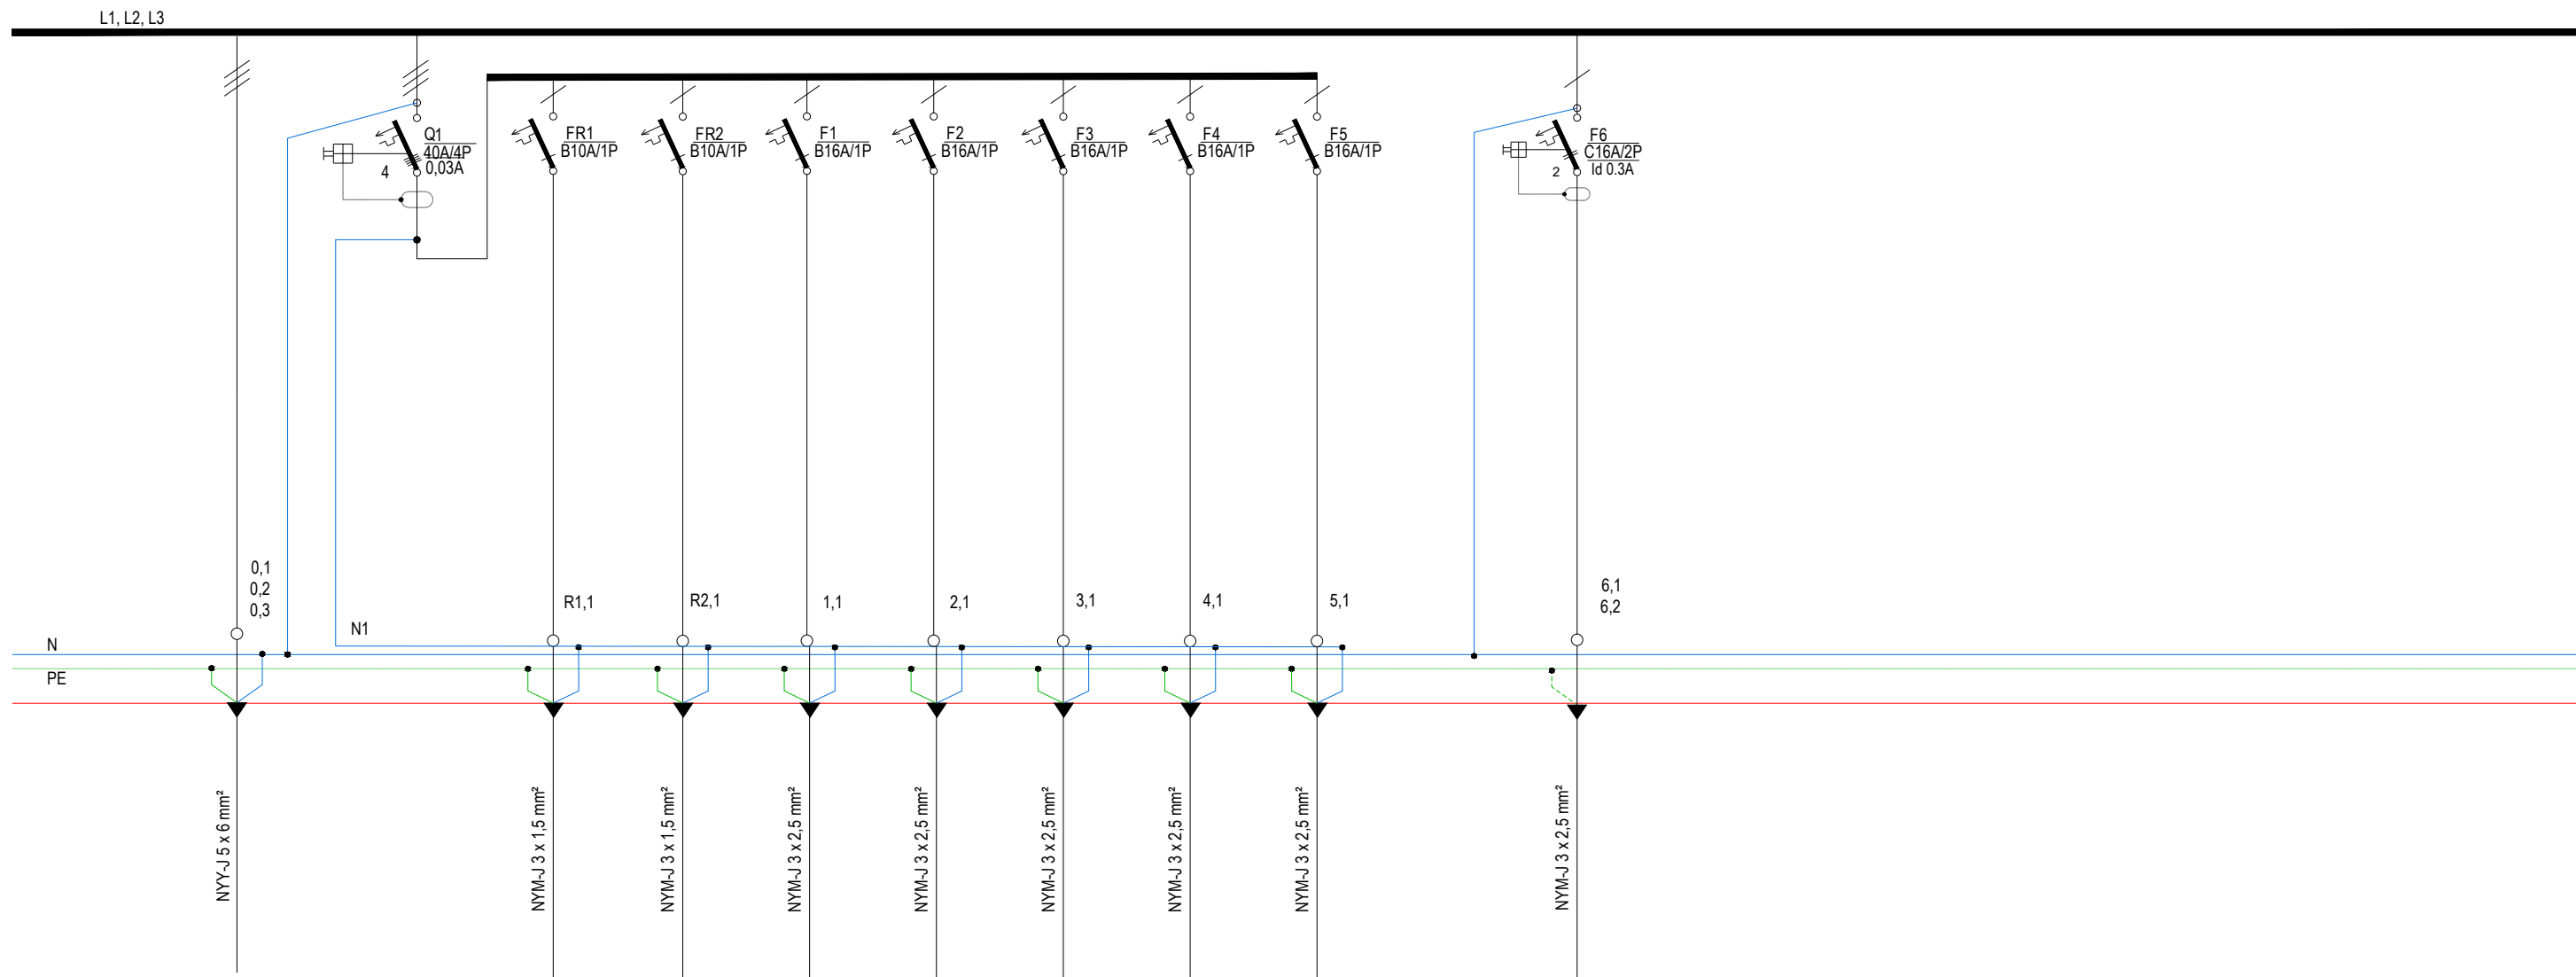 L1, L2, L3
Q1
40A/4P
0,03A
4
FR1
B10A/1P
FR2
B10A/1P
F1
B16A/1P
F2
B16A/1P
F3
B16A/1P
F4
B16A/1P
F5
B16A/1P
F6
C16A/2P
Id 0.3A
2
0,1
0,2
0,3
R1,1
R2,1
1,1
2,1
3,1
4,1
5,1
6,1
6,2
N1
N
PE
NYY-J 5 x 6 mm²
NYM-J 3 x 1,5 mm²
NYM-J 3 x 1,5 mm²
NYM-J 3 x 2,5 mm²
NYM-J 3 x 2,5 mm²
NYM-J 3 x 2,5 mm²
NYM-J 3 x 2,5 mm²
NYM-J 3 x 2,5 mm²
NYM-J 3 x 2,5 mm²